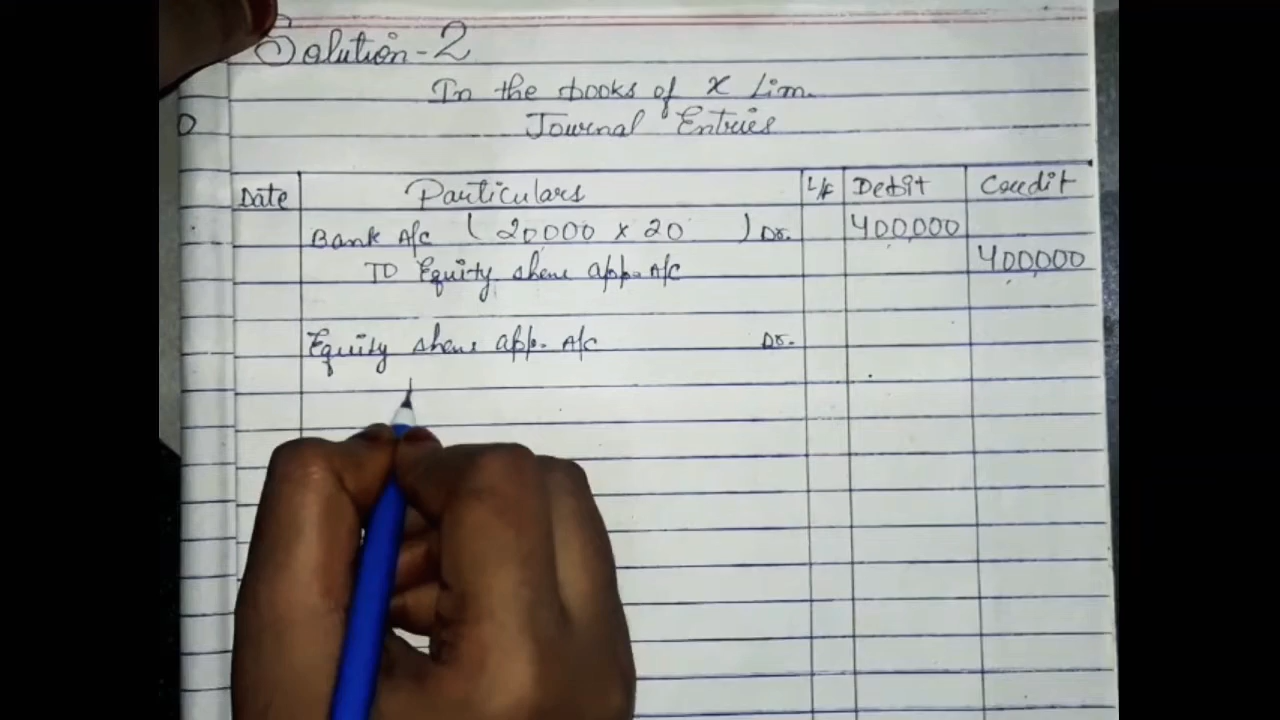 Solution-2
In the books of X Lim.
Journal Entries
Date Particulars L/F Debit Credit
Bank A/c ( 20000 x 20 ) Dr. 400,000
To Equity share app. A/c 400,000
Equity share app. A/c Dr.